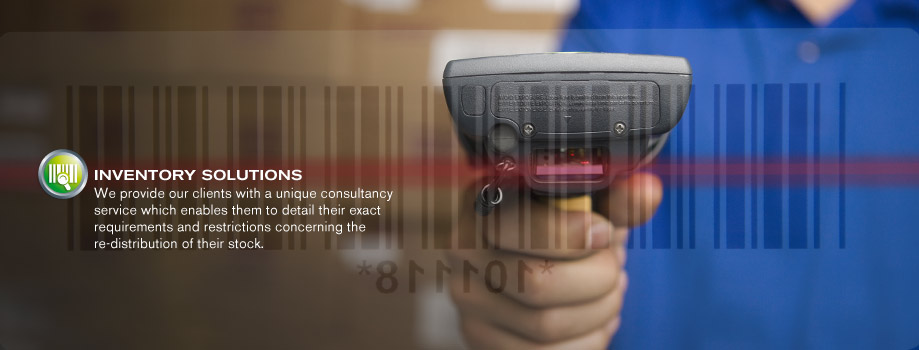 INVENTORY SOLUTIONS
We provide our clients with a unique consultancy
service which enables them to detail their exact
requirements and restrictions concerning the
re-distribution of their stock.
*101118*